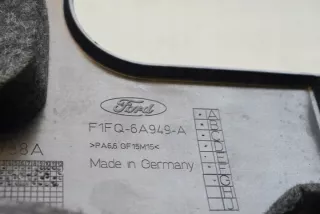 Ford
F1FQ-6A949-A
>PA6,6 GF15M15<
Made in Germany
A